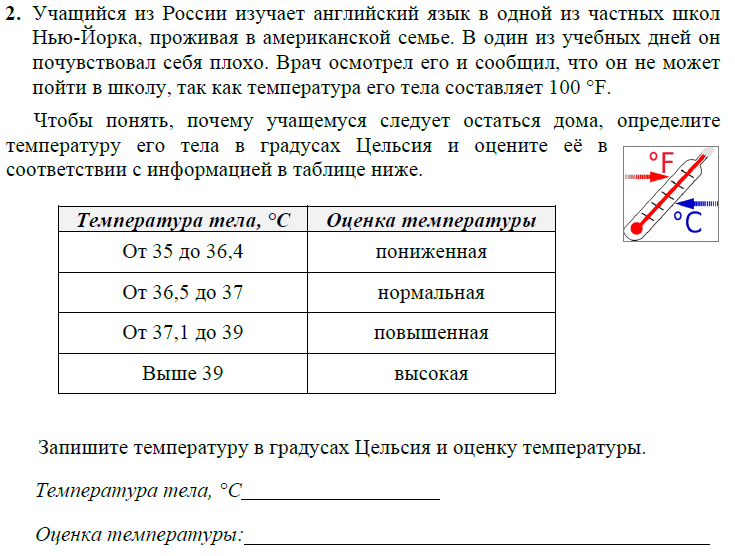 2. Учащийся из России изучает английский язык в одной из частных школ
Нью-Йорка, проживая в американской семье. В один из учебных дней он
почувствовал себя плохо. Врач осмотрел его и сообщил, что он не может
пойти в школу, так как температура его тела составляет 100 °F.
Чтобы понять, почему учащемуся следует остаться дома, определите
температуру его тела в градусах Цельсия и оцените её в
соответствии с информацией в таблице ниже.
°F
°C
Температура тела, °C Оценка температуры
От 35 до 36,4 пониженная
От 36,5 до 37 нормальная
От 37,1 до 39 повышенная
Выше 39 высокая
Запишите температуру в градусах Цельсия и оценку температуры.
Температура тела, °C___________________
Оценка температуры:_____________________________________________